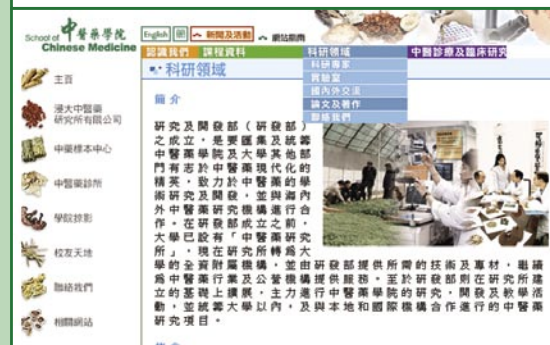 School of 中醫藥學院
Chinese Medicine
English 簡 新聞及活動 網站指南
認識我們 課程資料 科研領域 中醫診療及臨床研究
科研專家
實驗室
國內外交流
論文及著作
聯絡我們
科研領域
主頁
浸大中醫藥
研究所有限公司
中藥標本中心
中醫藥診所
學院掠影
校友天地
聯絡我們
相關網站
簡介
研究及開發部(研發部)
之成立,是要匯集及統籌
中醫藥學院及大學其他部
門有志於中醫藥現代化的
精英,致力於中醫藥的學
術研究及開發,並與海內
外中醫藥研究機構進行合
作。在研發部成立之前,
大學已設有「中醫藥研究
所」,現在研究所轉為大
學的全資附屬機構,並由研發部提供所需的技術及專材,繼續
為中醫藥行業及公營機構提供服務。至於研發部則在研究所建
立的基礎上擴展,主力進行中醫藥學院的研究,開發及教學活
動,並統籌大學以內,及與本地和國際機構合作進行的中醫藥
研究項目。